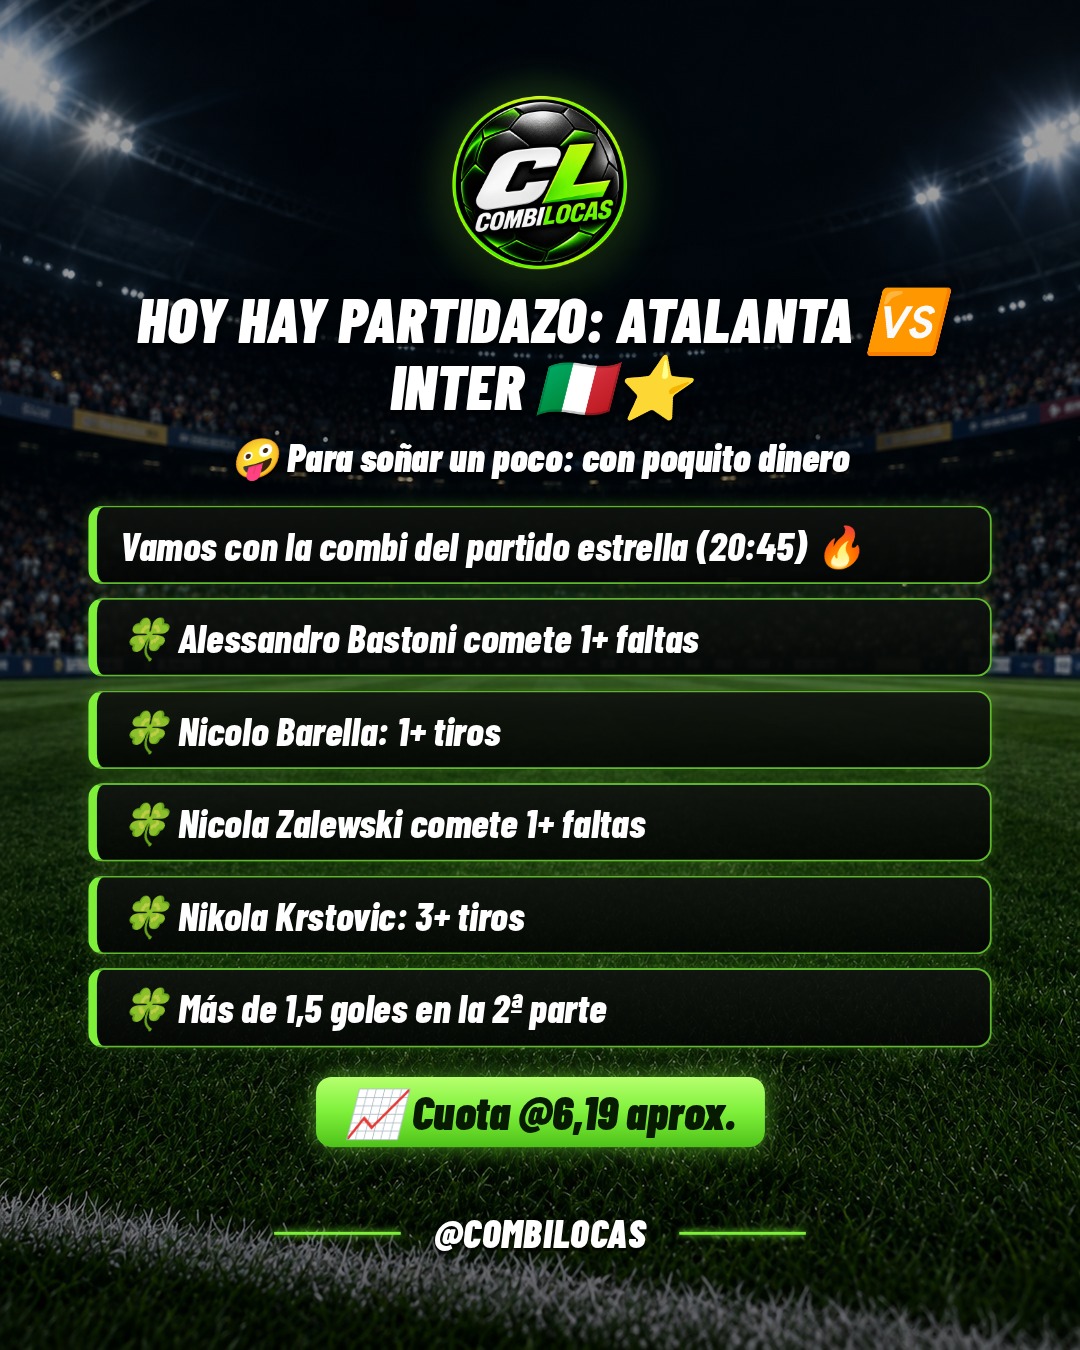 CL
COMBILOCAS
HOY HAY PARTIDAZO: ATALANTA 🆚
INTER 🇮🇹⭐
🤪 Para soñar un poco: con poquito dinero
Vamos con la combi del partido estrella (20:45) 🔥
🍀 Alessandro Bastoni comete 1+ faltas
🍀 Nicolo Barella: 1+ tiros
🍀 Nicola Zalewski comete 1+ faltas
🍀 Nikola Krstovic: 3+ tiros
🍀 Más de 1,5 goles en la 2ª parte
📈 Cuota @6,19 aprox.
@COMBILOCAS